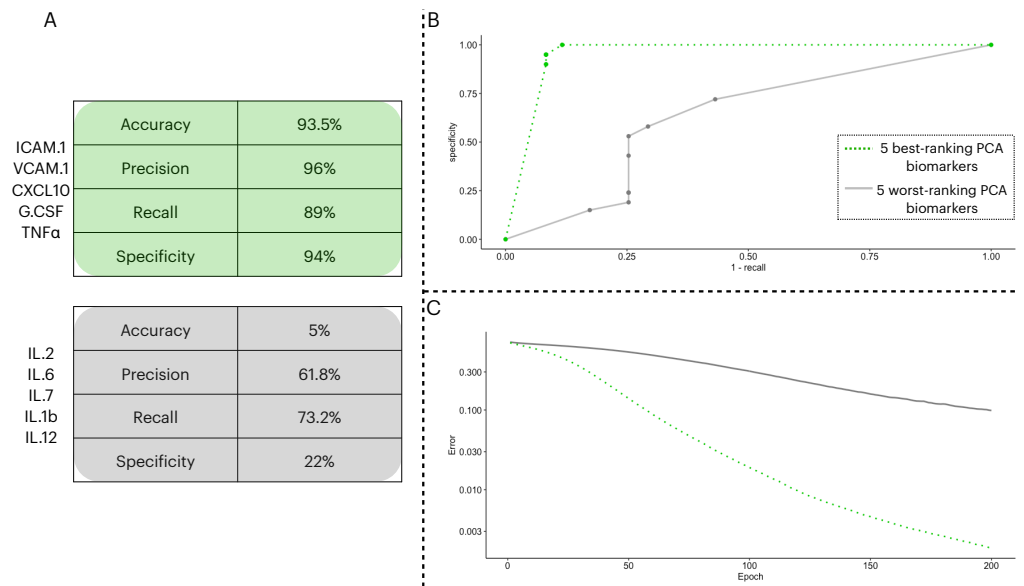 A
ICAM.1
VCAM.1
CXCL10
G.CSF
TNFα
Accuracy 93.5%
Precision 96%
Recall 89%
Specificity 94%
IL.2
IL.6
IL.7
IL.1b
IL.12
Accuracy 5%
Precision 61.8%
Recall 73.2%
Specificity 22%
B
specificity
1.00
0.75
0.50
0.25
0.00
0.00 0.25 0.50 0.75 1.00
1 - recall
5 best-ranking PCA
biomarkers
5 worst-ranking PCA
biomarkers
C
Error
0.300
0.100
0.030
0.010
0.003
0 50 100 150 200
Epoch